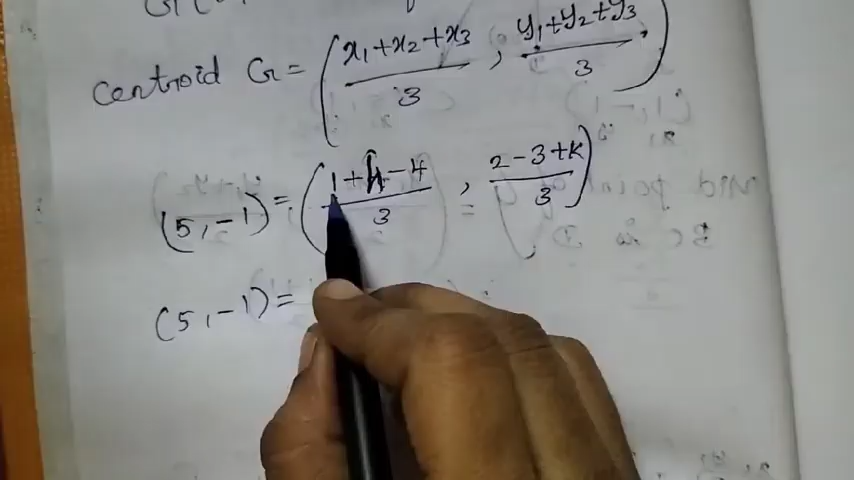 centroid G = ( x₁+x₂+x₃ / 3 , y₁+y₂+y₃ / 3 )
(5, -1) = ( 1+h-4 / 3 , 2-3+k / 3 )
(5, -1) =